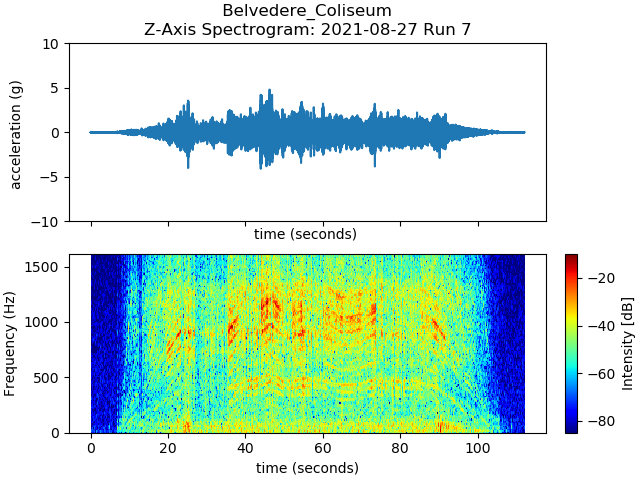 Belvedere_Coliseum
Z-Axis Spectrogram: 2021-08-27 Run 7
10
5
0
−5
−10
acceleration (g)
time (seconds)
1500
1000
500
0
Frequency (Hz)
0 20 40 60 80 100
time (seconds)
−20
−40
−60
−80
Intensity [dB]